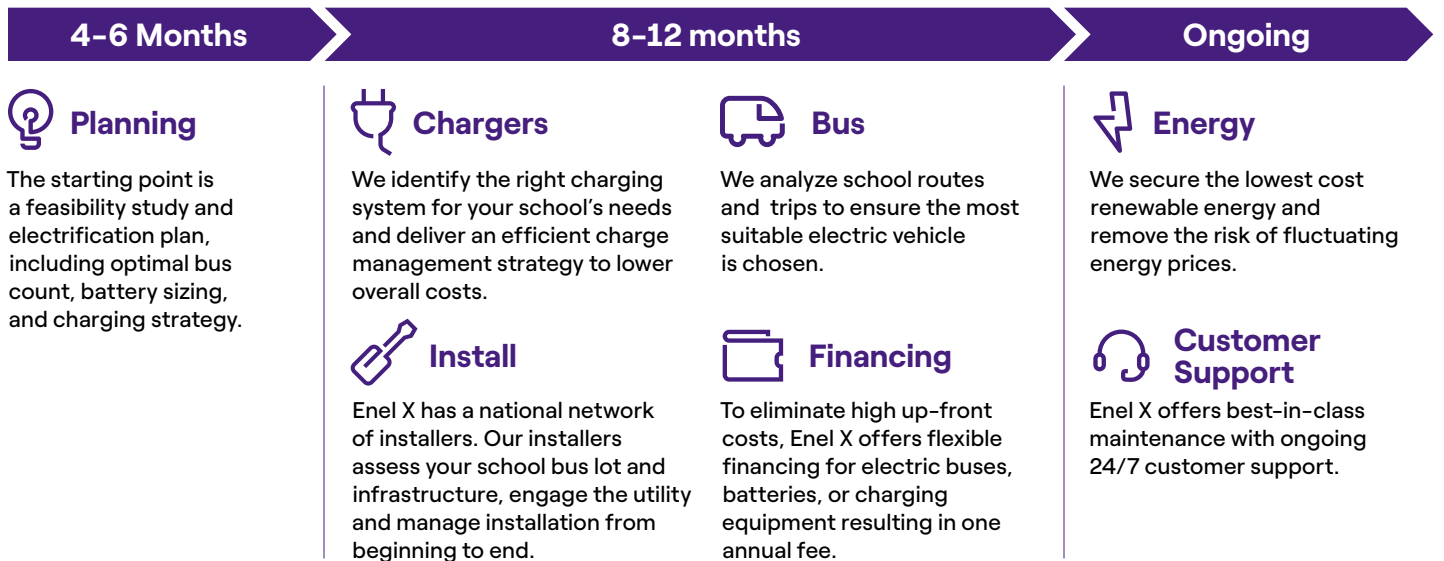 4-6 Months
8-12 months
Ongoing
Planning
The starting point is
a feasibility study and
electrification plan,
including optimal bus
count, battery sizing,
and charging strategy.
Chargers
We identify the right charging
system for your school's needs
and deliver an efficient charge
management strategy to lower
overall costs.
Bus
We analyze school routes
and trips to ensure the most
suitable electric vehicle
is chosen.
Install
Enel X has a national network
of installers. Our installers
assess your school bus lot and
infrastructure, engage the utility
and manage installation from
beginning to end.
Financing
To eliminate high up-front
costs, Enel X offers flexible
financing for electric buses,
batteries, or charging
equipment resulting in one
annual fee.
Energy
We secure the lowest cost
renewable energy and
remove the risk of fluctuating
energy prices.
Customer
Support
Enel X offers best-in-class
maintenance with ongoing
24/7 customer support.